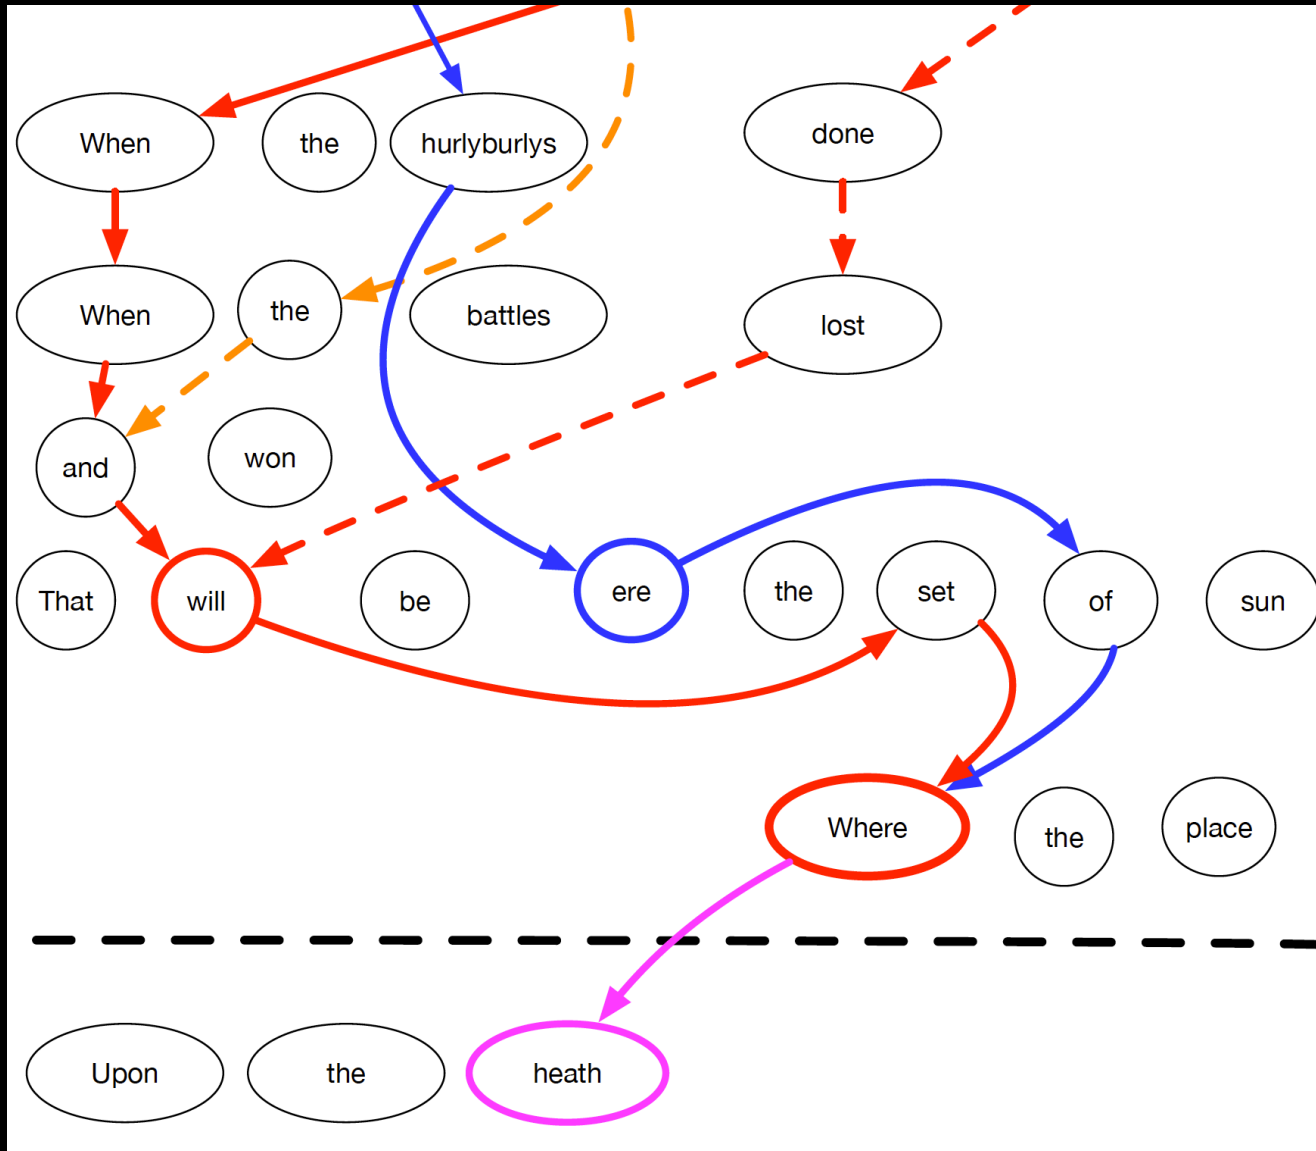 When the hurlyburlys done
When the battles lost
and won
That will be ere the set of sun
Where the place
Upon the heath